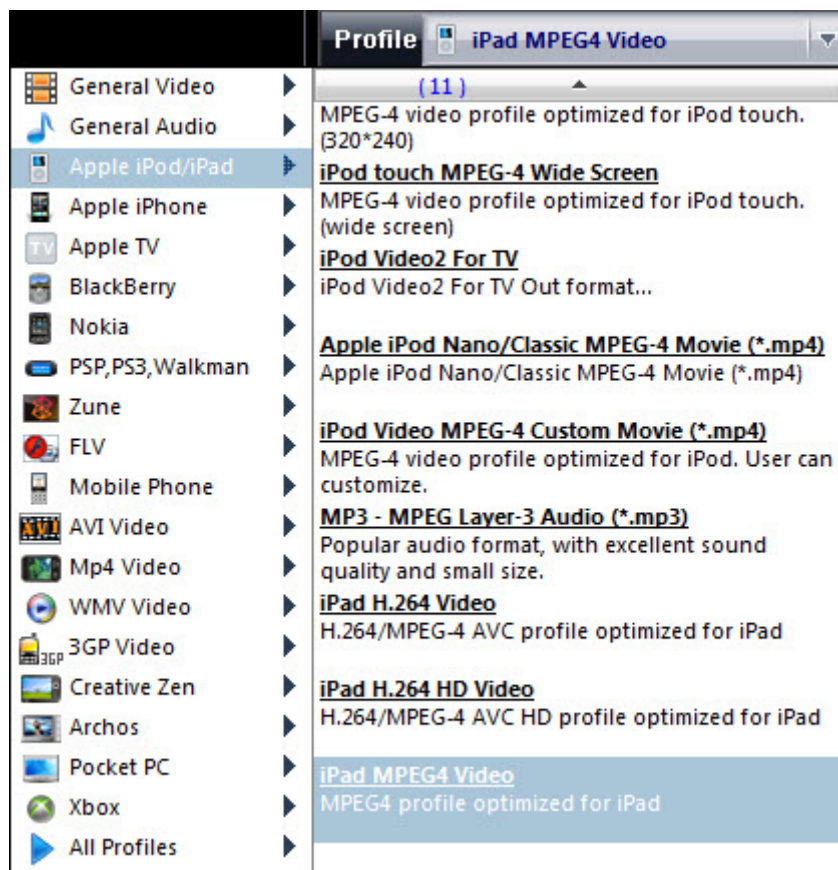 Profile iPad MPEG4 Video
General Video
General Audio
Apple iPod/iPad
Apple iPhone
TV Apple TV
BlackBerry
Nokia
PSP,PS3,Walkman
Zune
FLV
Mobile Phone
AVI AVI Video
Mp4 Video
WMV Video
3GP 3GP Video
Creative Zen
Archos
Pocket PC
Xbox
All Profiles
( 11 )
MPEG-4 video profile optimized for iPod touch.
(320*240)
iPod touch MPEG-4 Wide Screen
MPEG-4 video profile optimized for iPod touch.
(wide screen)
iPod Video2 For TV
iPod Video2 For TV Out format...
Apple iPod Nano/Classic MPEG-4 Movie (*.mp4)
Apple iPod Nano/Classic MPEG-4 Movie (*.mp4)
iPod Video MPEG-4 Custom Movie (*.mp4)
MPEG-4 video profile optimized for iPod. User can
customize.
MP3 - MPEG Layer-3 Audio (*.mp3)
Popular audio format, with excellent sound
quality and small size.
iPad H.264 Video
H.264/MPEG-4 AVC profile optimized for iPad
iPad H.264 HD Video
H.264/MPEG-4 AVC HD profile optimized for iPad
iPad MPEG4 Video
MPEG4 profile optimized for iPad